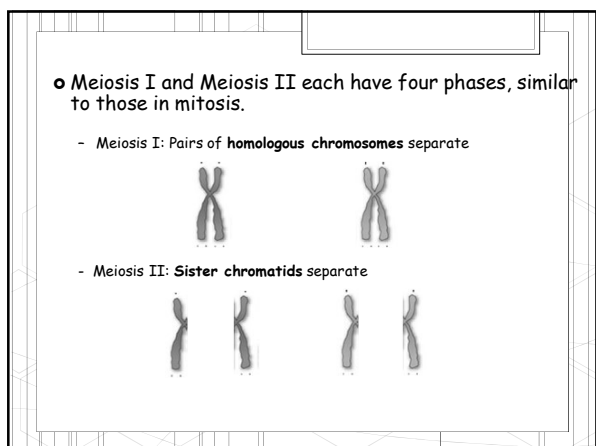 Meiosis I and Meiosis II each have four phases, similar
to those in mitosis.
– Meiosis I: Pairs of homologous chromosomes separate
- Meiosis II: Sister chromatids separate